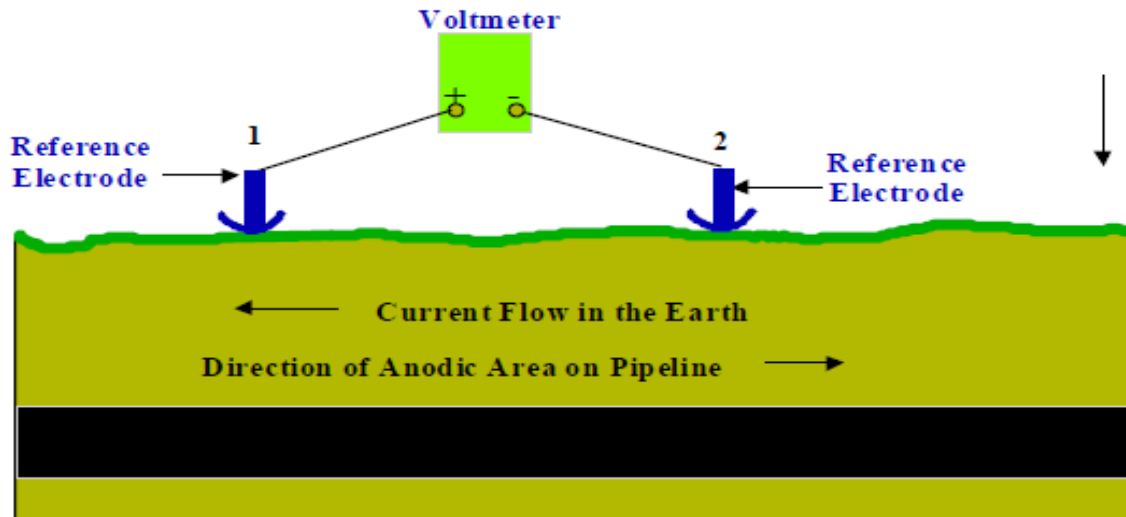 Voltmeter
+ -
1
2
Reference
Electrode
Reference
Electrode
Current Flow in the Earth
Direction of Anodic Area on Pipeline